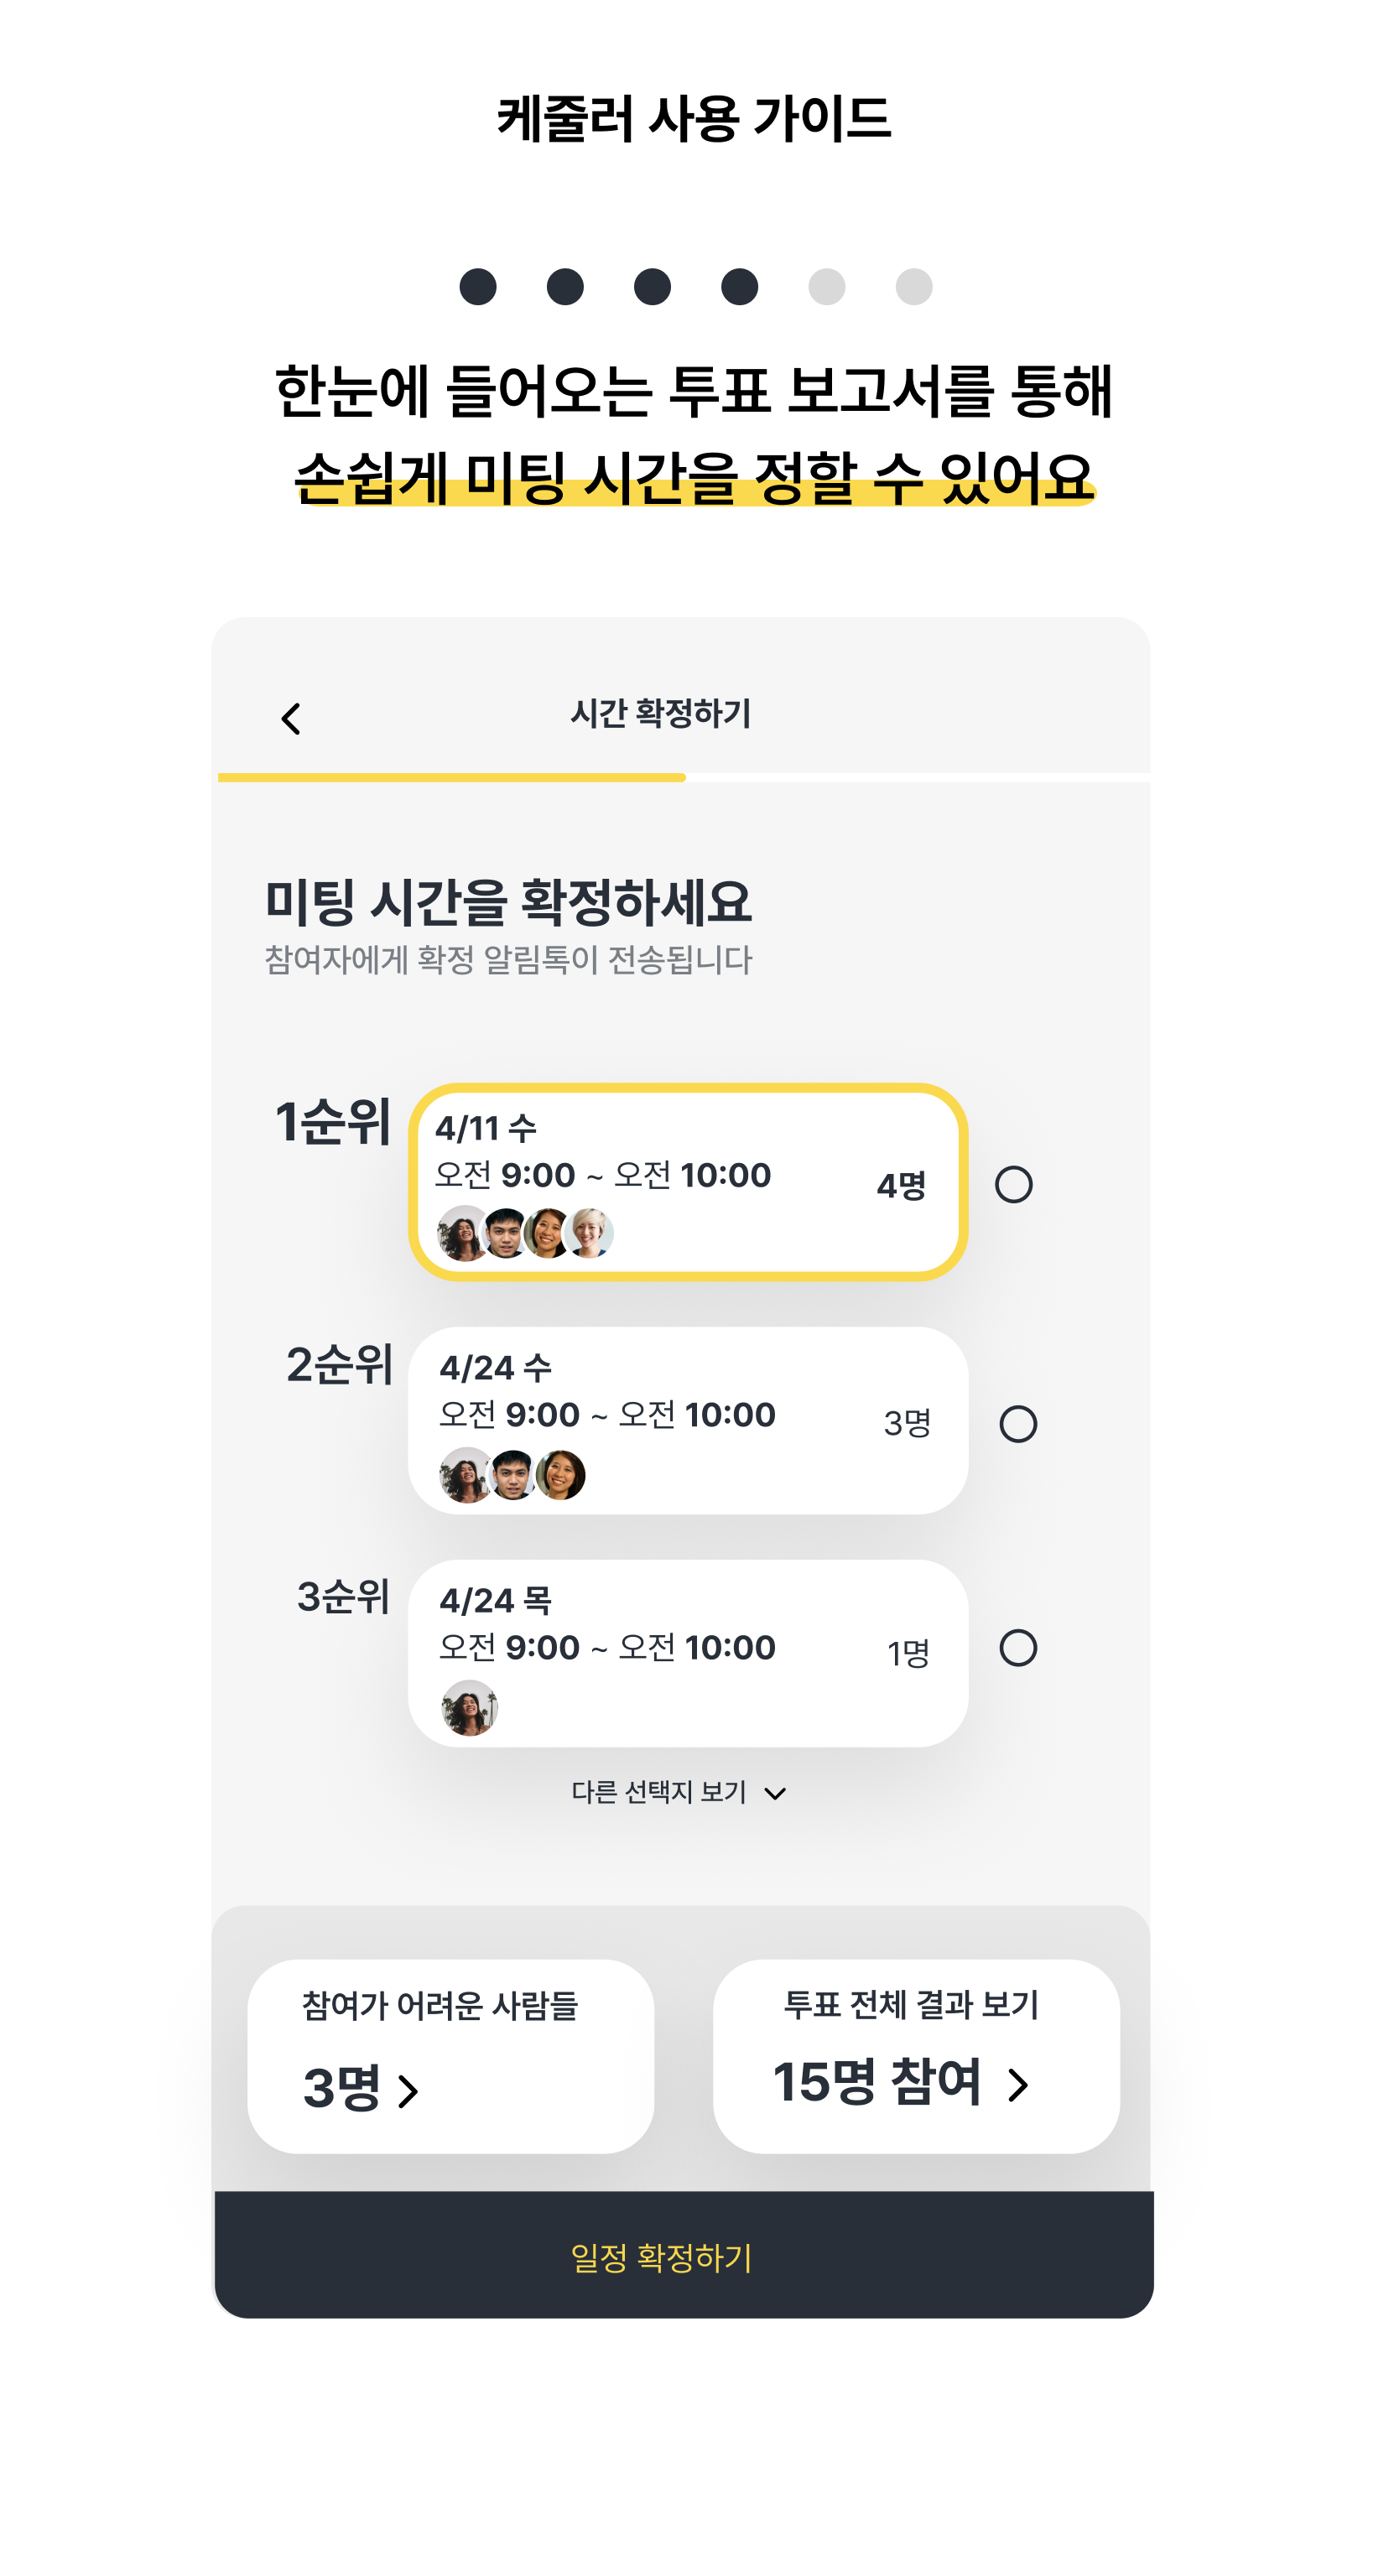 케줄러 사용 가이드
한눈에 들어오는 투표 보고서를 통해
손쉽게 미팅 시간을 정할 수 있어요
시간 확정하기
미팅 시간을 확정하세요
참여자에게 확정 알림톡이 전송됩니다
1순위
4/11 수
오전 9:00 ~ 오전 10:00
4명
2순위
4/24 수
오전 9:00 ~ 오전 10:00
3명
3순위
4/24 목
오전 9:00 ~ 오전 10:00
1명
다른 선택지 보기
참여가 어려운 사람들
3명
투표 전체 결과 보기
15명 참여
일정 확정하기